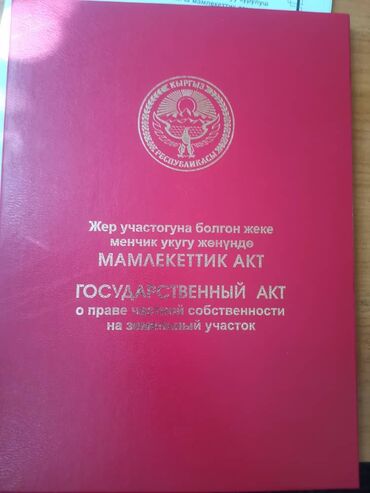 КЫРГЫЗ
РЕСПУБЛИКАСЫ
Жер участогуна болгон жеке
менчик укугу жөнүндө
МАМЛЕКЕТТИК АКТ
ГОСУДАРСТВЕННЫЙ АКТ
о праве частной собственности
на земельный участок